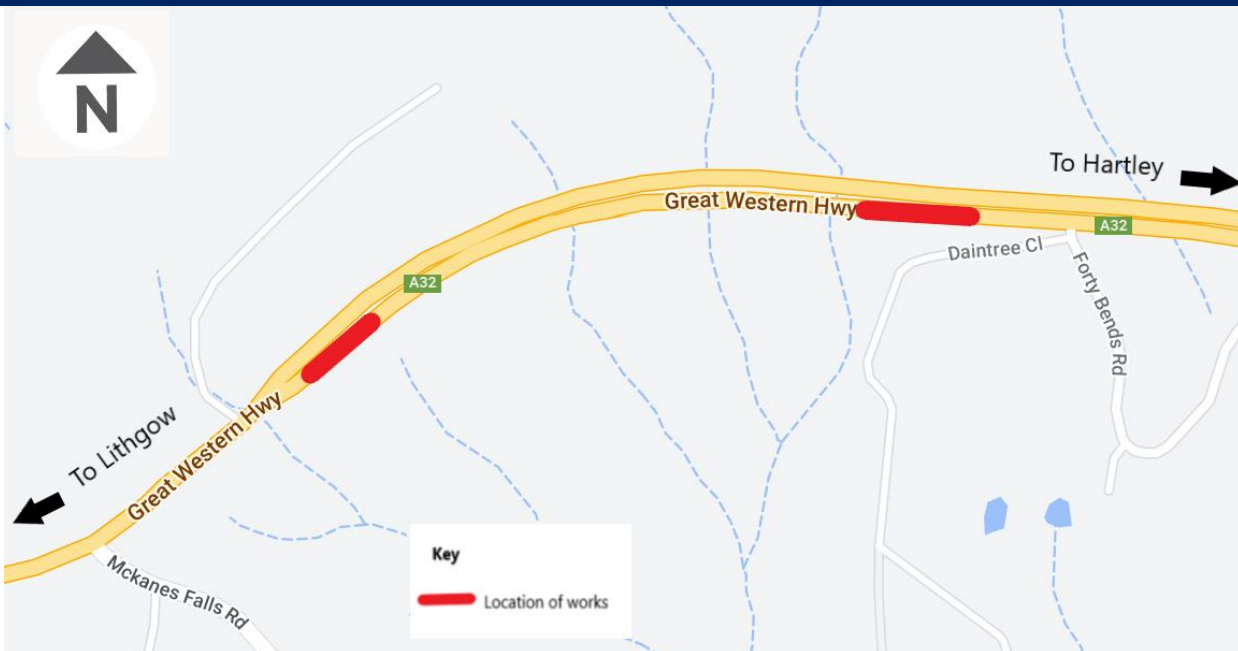 N
To Hartley
Great Western Hwy
A32
Daintree Cl
Forty Bends Rd
A32
To Lithgow
Great Western Hwy
Mckanes Falls Rd
Key
Location of works